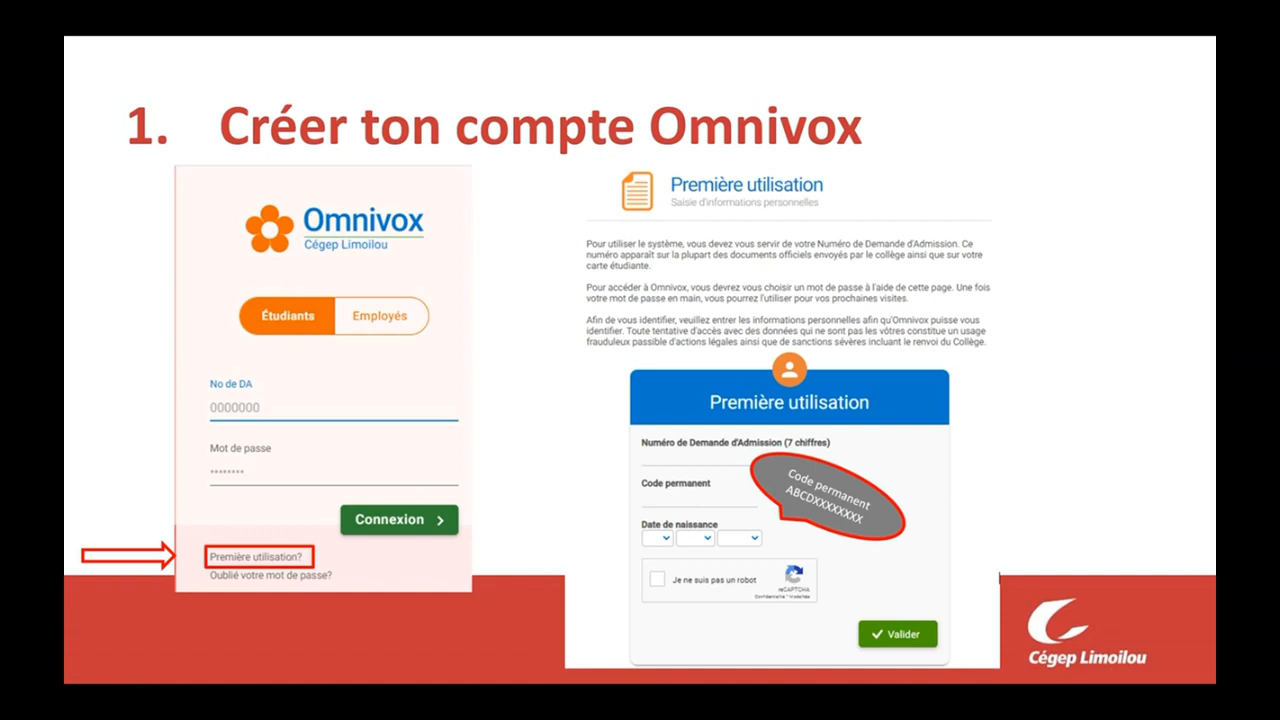 1. Créer ton compte Omnivox
Omnivox
Cégep Limoilou
Étudiants Employés
No de DA
0000000
Mot de passe
********
Connexion
Première utilisation?
Oublié votre mot de passe?
Première utilisation
Saisie d'informations personnelles
Pour utiliser le système, vous devez vous servir de votre Numéro de Demande d'Admission. Ce
numéro apparaît sur la plupart des documents officiels envoyés par le collège ainsi que sur votre
carte étudiante.
Pour accéder à Omnivox, vous devrez vous choisir un mot de passe à l'aide de cette page. Une fois
votre mot de passe en main, vous pourrez l'utiliser pour vos prochaines visites.
Afin de vous identifier, veuillez entrer les informations personnelles afin qu'Omnivox puisse vous
identifier. Toute tentative d'accès avec des données qui ne sont pas les vôtres constitue un usage
frauduleux passible d'actions légales ainsi que de sanctions sévères incluant le renvoi du Collège.
Première utilisation
Numéro de Demande d'Admission (7 chiffres)
Code permanent
Code permanent
ABCDXXXXXXXX
Date de naissance
Je ne suis pas un robot
reCAPTCHA
Valider
Cégep Limoilou